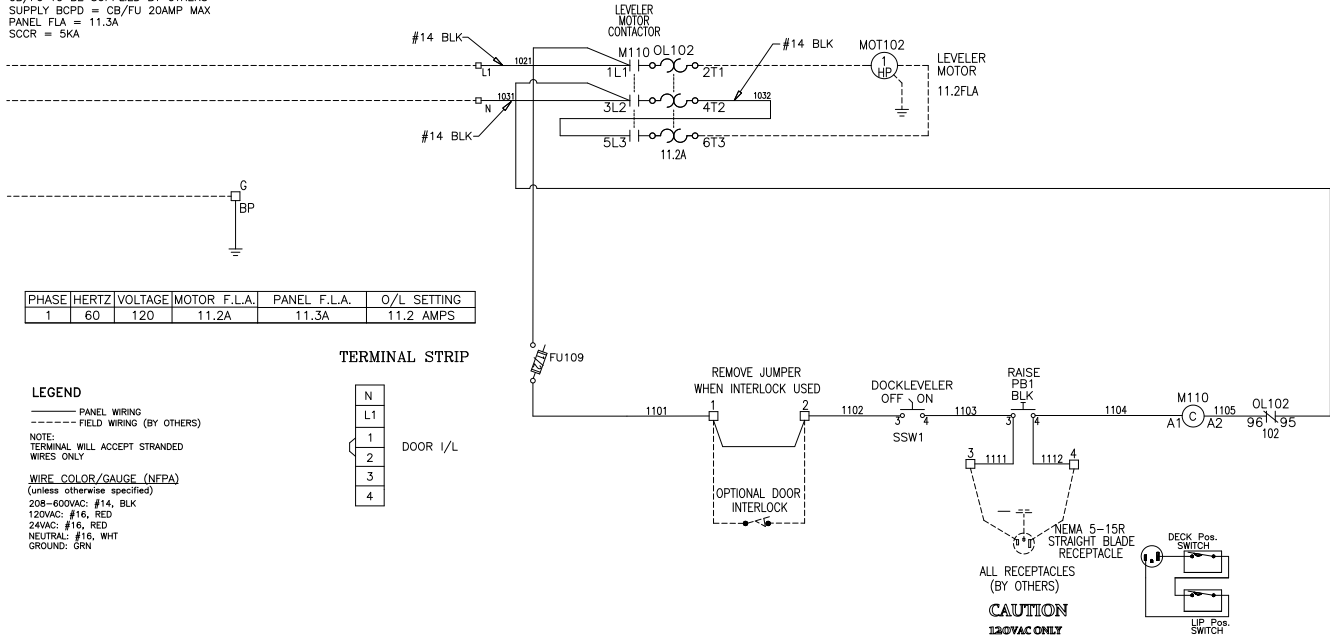 SUPPLY BCPD = CB/FU 20AMP MAX
PANEL FLA = 11.3A
SCCR = 5KA
LEVELER
MOTOR
CONTACTOR
#14 BLK
M110 OL102
#14 BLK
MOT102
L1
1021
1L1
2T1
1
HP
LEVELER
MOTOR
11.2FLA
N
1031
3L2
4T2
1032
#14 BLK
5L3
6T3
11.2A
G
BP
PHASE HERTZ VOLTAGE MOTOR F.L.A. PANEL F.L.A. O/L SETTING
1 60 120 11.2A 11.3A 11.2 AMPS
TERMINAL STRIP
N
L1
1
2
3
4
DOOR I/L
LEGEND
PANEL WIRING
FIELD WIRING (BY OTHERS)
NOTE:
TERMINAL WILL ACCEPT STRANDED
WIRES ONLY
WIRE COLOR/GAUGE (NFPA)
(unless otherwise specified)
208-600VAC: #14, BLK
120VAC: #16, RED
24VAC: #16, RED
NEUTRAL: #16, WHT
GROUND: GRN
FU109
1101
REMOVE JUMPER
WHEN INTERLOCK USED
1
2
1102
OPTIONAL DOOR
INTERLOCK
DOCKLEVELER
OFF ON
3 4
SSW1
1103
RAISE
PB1
BLK
3 4
1104
M110
A1 C A2
1105
OL102
96 95
102
3
1111
1112
4
NEMA 5-15R
STRAIGHT BLADE
RECEPTACLE
ALL RECEPTACLES
(BY OTHERS)
CAUTION
120VAC ONLY
DECK Pos.
SWITCH
LIP Pos.
SWITCH